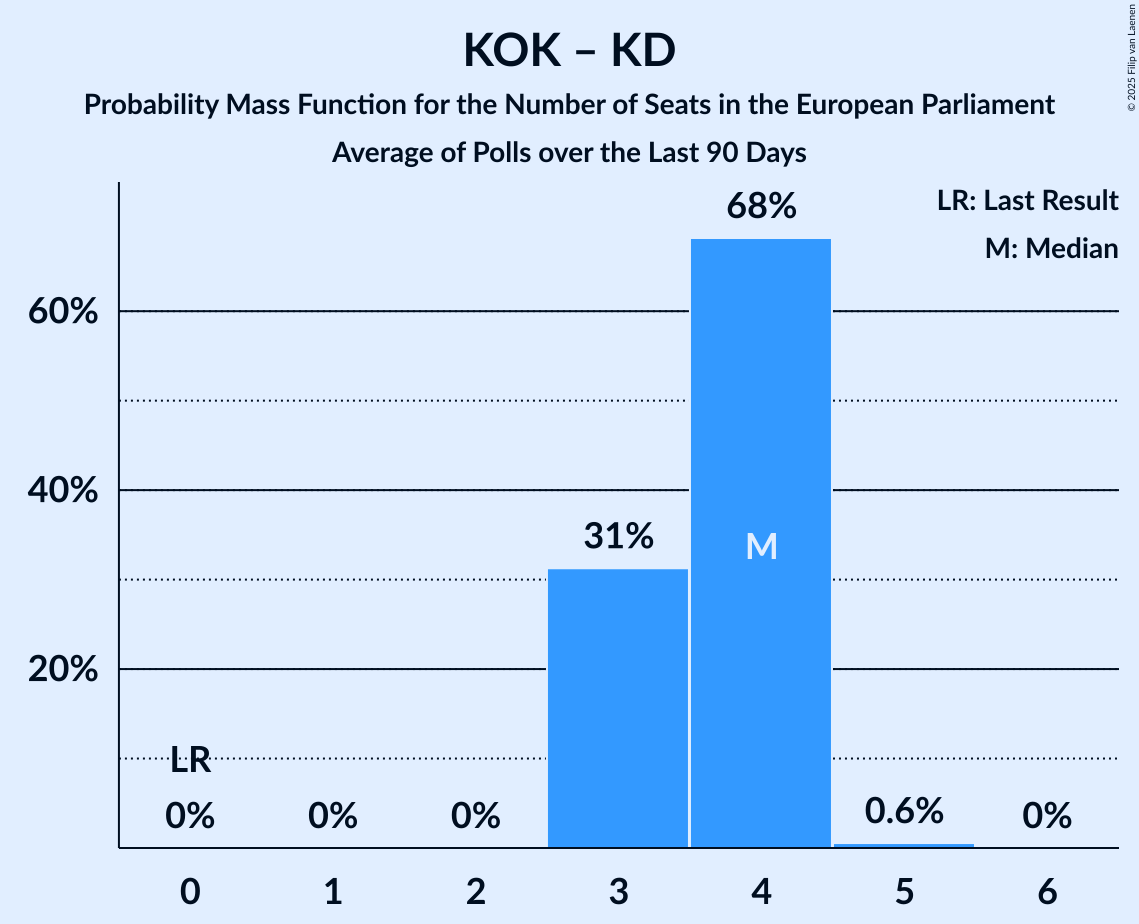 KOK – KD
Probability Mass Function for the Number of Seats in the European Parliament
Average of Polls over the Last 90 Days
© 2025 Filip van Laenen
LR: Last Result
M: Median
68%
60%
40%
31%
M
20%
LR
0%
0%
0%
0.6%
0%
0
1
2
3
4
5
6